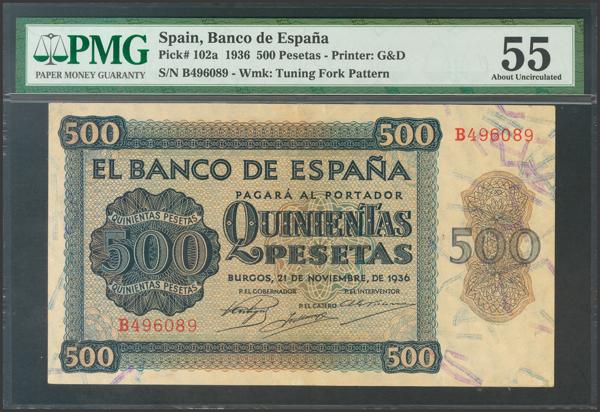 PMG
PAPER MONEY GUARANTY
Spain, Banco de España
Pick# 102a 1936 500 Pesetas - Printer: G&D
S/N B496089 - Wmk: Tuning Fork Pattern
55
About Uncirculated
500
500
B496089
EL BANCO DE ESPAÑA
PAGARÁ AL PORTADOR
QUINIENTAS PESETAS
500
QUINIENTAS PESETAS
QUINIENTAS
PESETAS
500
BURGOS, 21 DE NOVIEMBRE, DE 1936
P. EL GOBERNADOR
P. EL INTERVENTOR
P. EL CAJERO
B496089
500
500